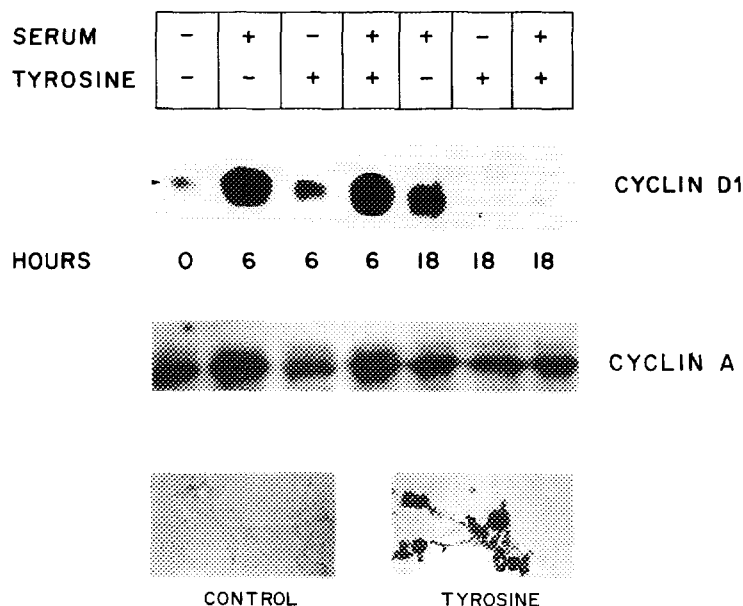 SERUM - + - + + - +
TYROSINE - - + + - + +
CYCLIN D1
HOURS 0 6 6 6 18 18 18
CYCLIN A
CONTROL TYROSINE